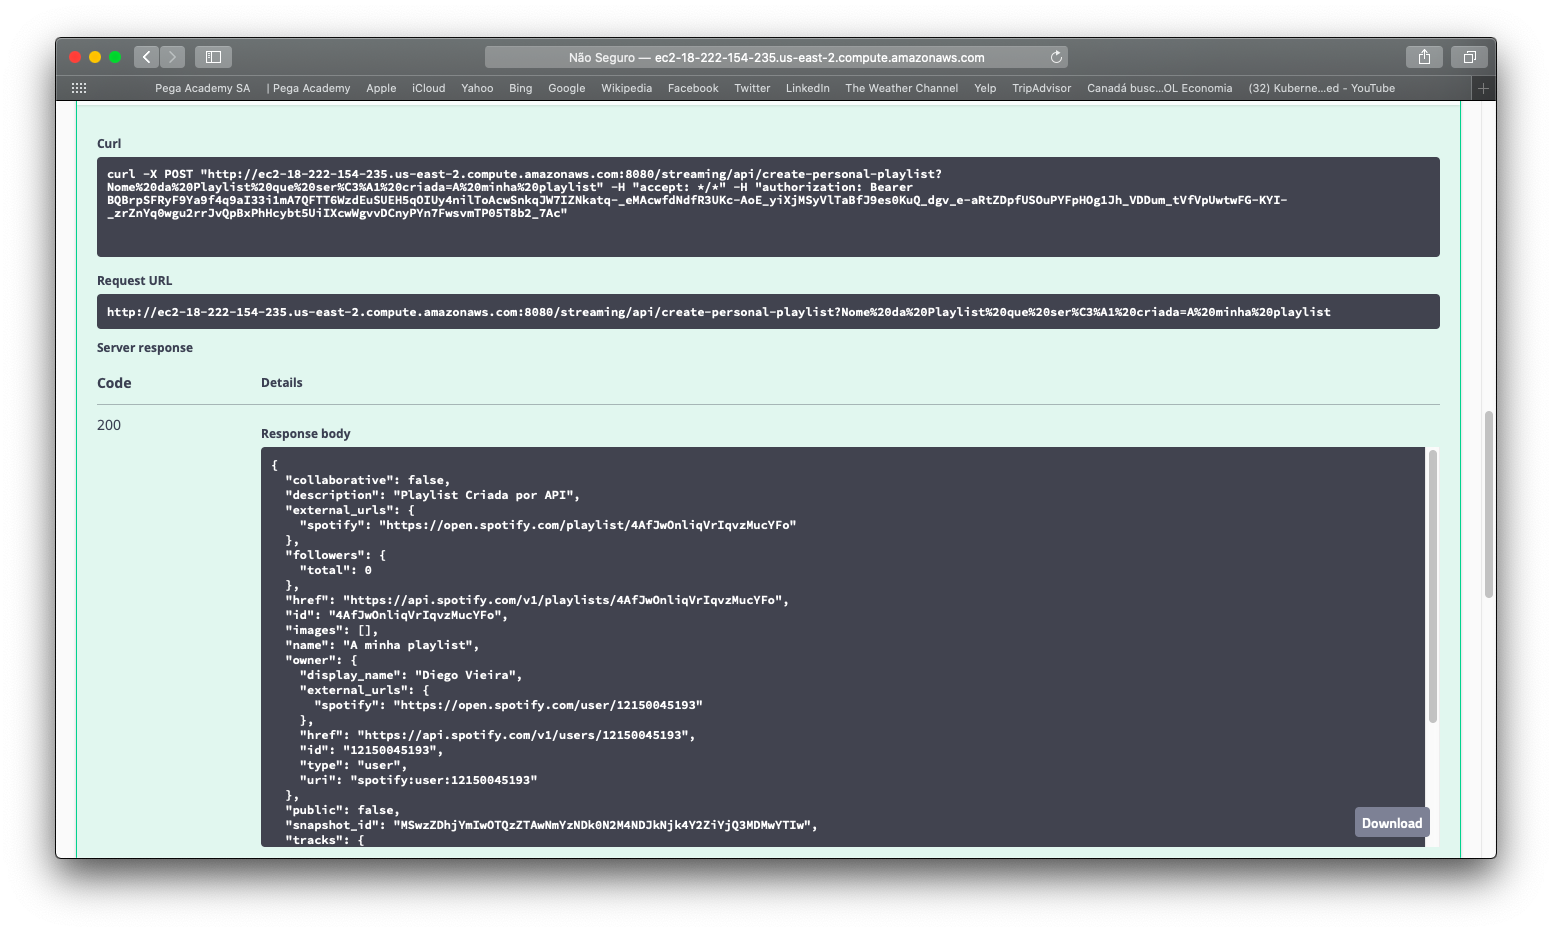 Não Seguro — ec2-18-222-154-235.us-east-2.compute.amazonaws.com
Pega Academy SA | Pega Academy Apple iCloud Yahoo Bing Google Wikipedia Facebook Twitter LinkedIn The Weather Channel Yelp TripAdvisor Canadá busc...OL Economia (32) Kuberne...ed - YouTube
Curl
curl -X POST "http://ec2-18-222-154-235.us-east-2.compute.amazonaws.com:8080/streaming/api/create-personal-playlist?
Nome%20da%20Playlist%20que%20ser%C3%A1%20criada=A%20minha%20playlist" -H "accept: */*" -H "authorization: Bearer
BQBrpSFRyF9Ya9f4q9aI33i1mA7QFTT6WzdEuSUEH5qOIUy4nilToAcwSnkqJW7IZNkatq-_eMAcwfdNdfR3UKc-AoE_yiXjMSyVlTaBfJ9es0KuQ_dgv_e-aRtZDpfUSOuPYFpHOg1Jh_VDDum_tVfVpUwtwFG-KYI-
_zrZnYq0wgu2rrJvQpBxPhHcybt5UiIXcwWgvvDCnyPYn7FwsvmTP05T8b2_7Ac"
Request URL
http://ec2-18-222-154-235.us-east-2.compute.amazonaws.com:8080/streaming/api/create-personal-playlist?Nome%20da%20Playlist%20que%20ser%C3%A1%20criada=A%20minha%20playlist
Server response
Code Details
200
Response body
{
"collaborative": false,
"description": "Playlist Criada por API",
"external_urls": {
"spotify": "https://open.spotify.com/playlist/4AfJwOnliqVrIqvzMucYFo"
},
"followers": {
"total": 0
},
"href": "https://api.spotify.com/v1/playlists/4AfJwOnliqVrIqvzMucYFo",
"id": "4AfJwOnliqVrIqvzMucYFo",
"images": [],
"name": "A minha playlist",
"owner": {
"display_name": "Diego Vieira",
"external_urls": {
"spotify": "https://open.spotify.com/user/12150045193"
},
"href": "https://api.spotify.com/v1/users/12150045193",
"id": "12150045193",
"type": "user",
"uri": "spotify:user:12150045193"
},
"public": false,
"snapshot_id": "MSwzZDhjYmIwOTQzZTAwNmYzNDk0N2M4NDJkNjk4Y2ZiYjQ3MDMwYTIw",
"tracks": {
Download